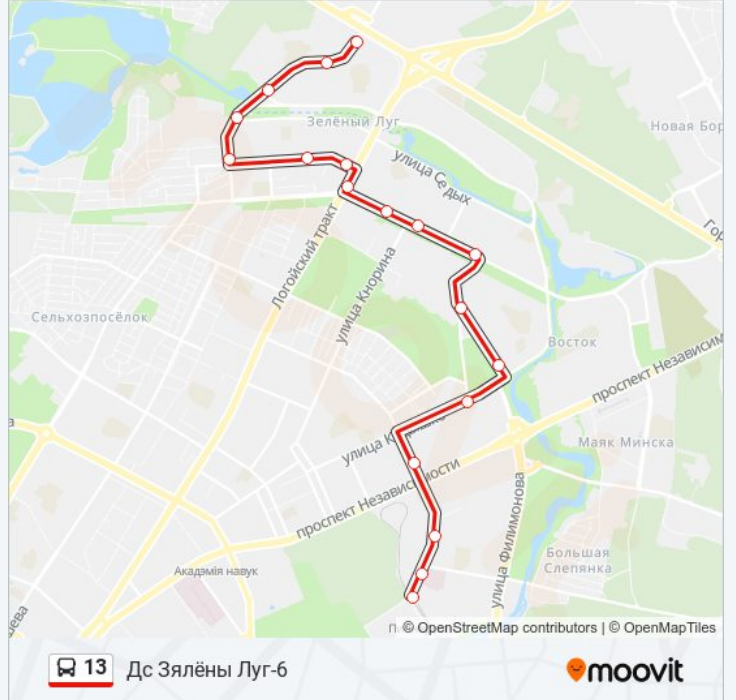 Зелёный Луг
Новая Бор
улица Седых
Гор
Логойский тракт
улица Кнорина
Сельхозпосёлок
Восток
проспект Независим
а
Маяк Минска
улица К
проспект Независимости
улица Филимонова
Большая
Слепянка
Акадэмія навук
шева
п
© OpenStreetMap contributors | © OpenMapTiles
13 Дс Зялёны Луг-6
moovit